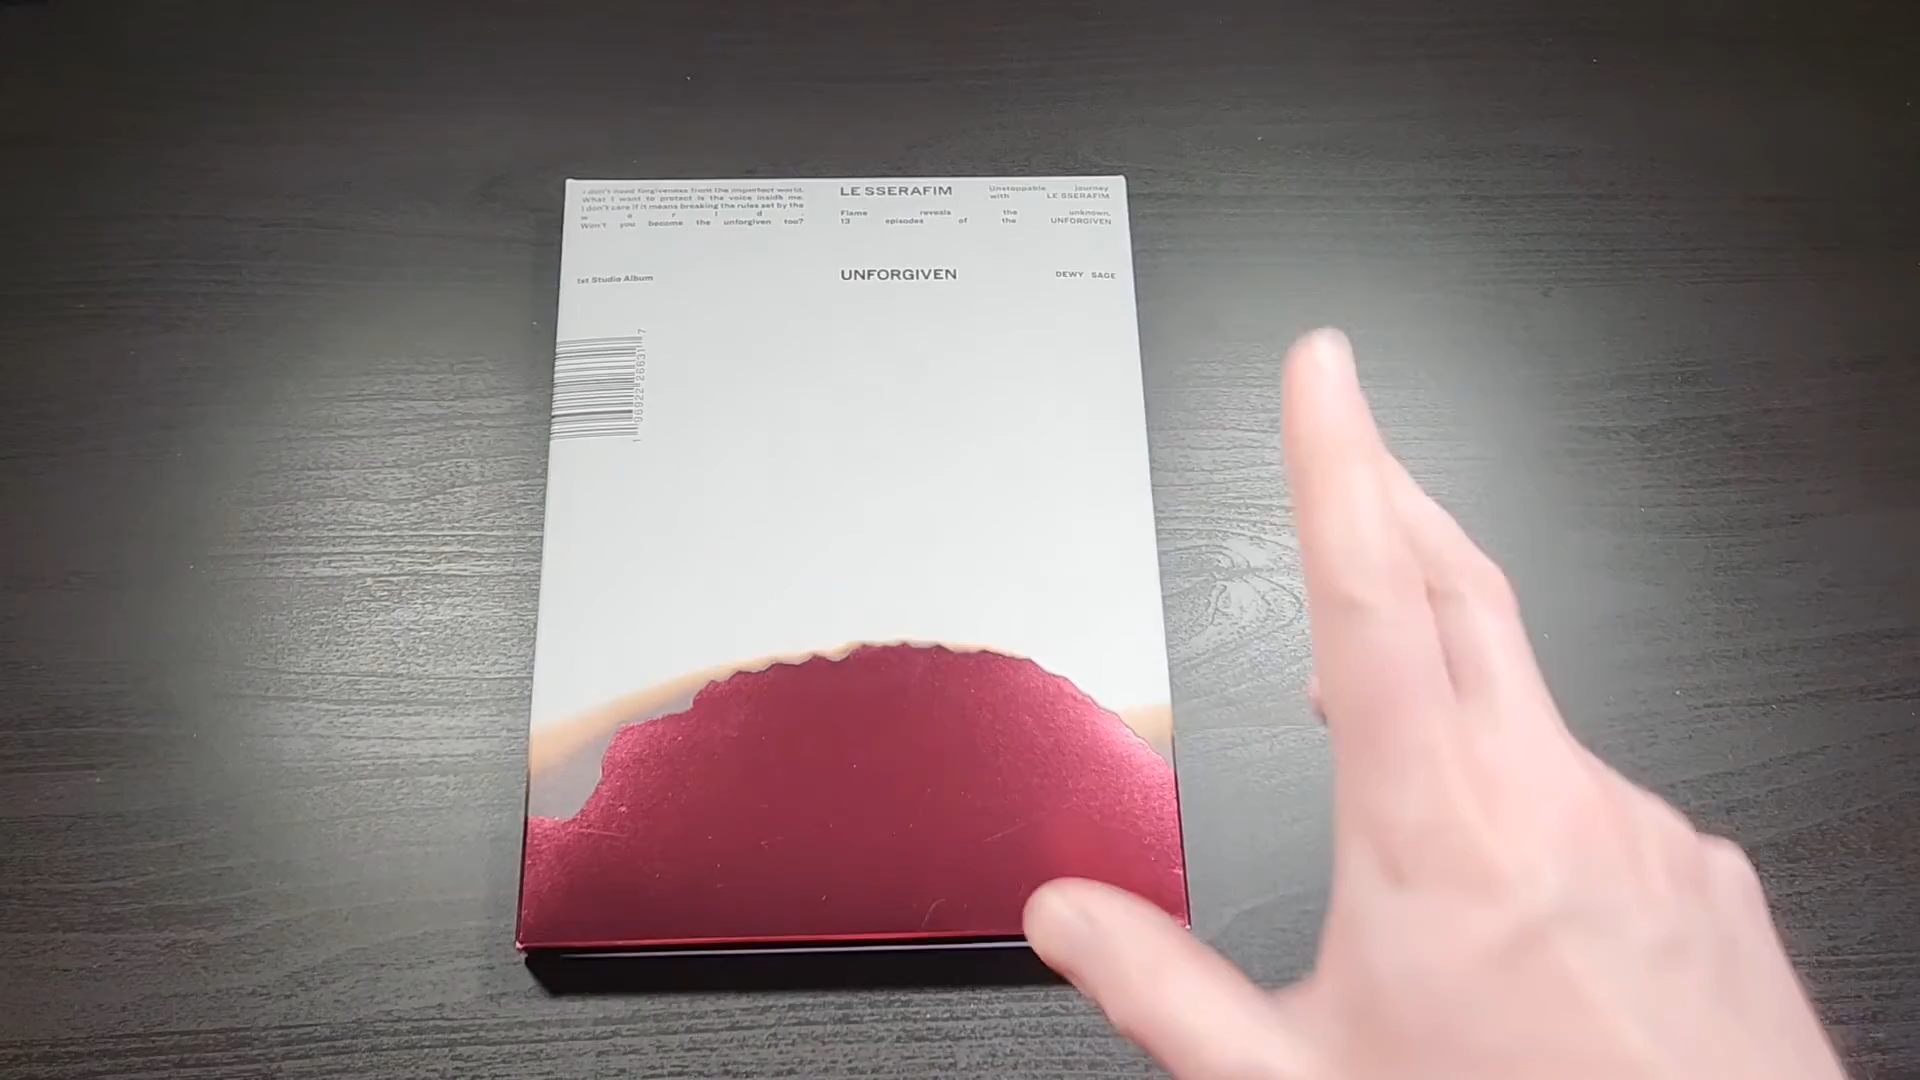 I don't need forgiveness from the imperfect world.
What I want to protect is the voice inside me.
I don't care if it means breaking the rules set by the
w o r l d .
Won't you become the unforgiven too?
LE SSERAFIM
Flame reveals the unknown,
13 episodes of the UNFORGIVEN
Unstoppable journey
with LE SSERAFIM
1st Studio Album
UNFORGIVEN
DEWY SAGE